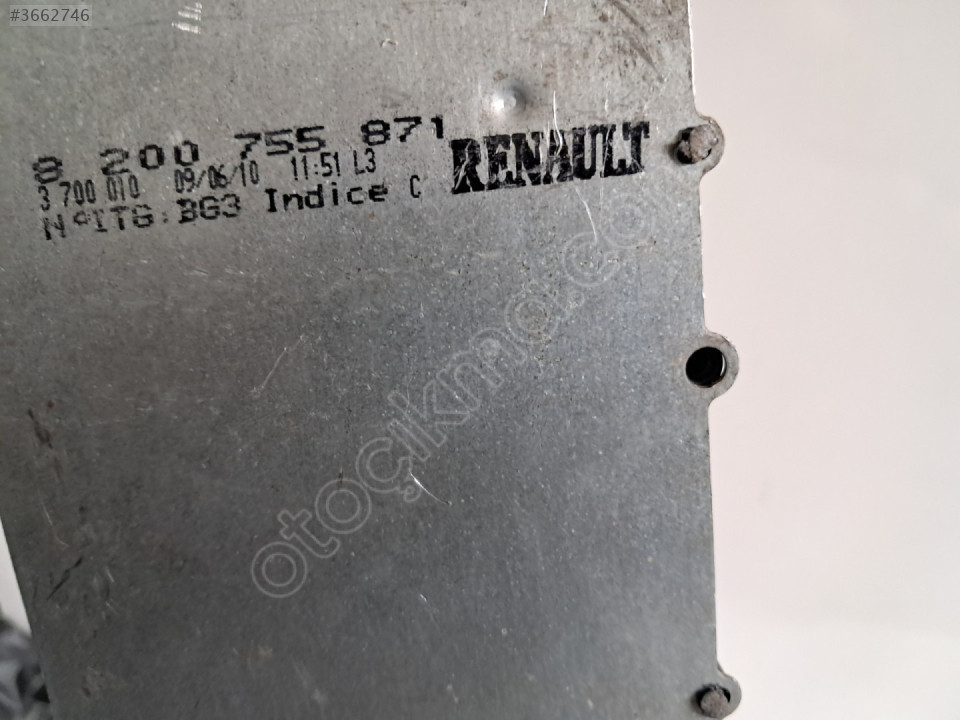 #3662746
8 200 755 871
3 700 010 09/06/10 11:51 L3
N°ITG:BG3 Indice C
RENAULT
otoçıkma.com